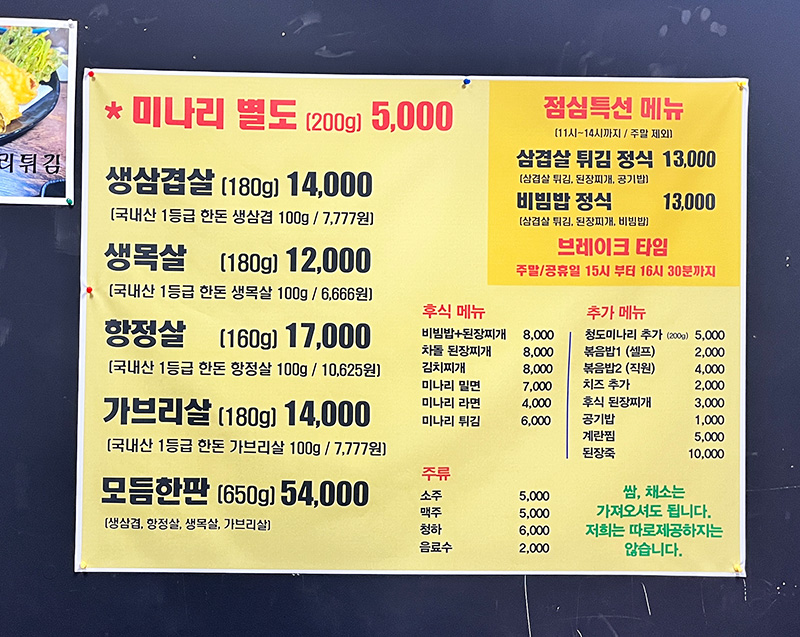 리튀김
* 미나리 별도 (200g) 5,000
생삼겹살 (180g) 14,000
(국내산 1등급 한돈 생삼겹 100g / 7,777원)
생목살 (180g) 12,000
(국내산 1등급 한돈 생목살 100g / 6,666원)
항정살 (160g) 17,000
(국내산 1등급 한돈 항정살 100g / 10,625원)
가브리살 (180g) 14,000
(국내산 1등급 한돈 가브리살 100g / 7,777원)
모듬한판 (650g) 54,000
(생삼겹, 항정살, 생목살, 가브리살)
점심특선 메뉴
(11시~14시까지 / 주말 제외)
삼겹살 튀김 정식 13,000
(삼겹살 튀김, 된장찌개, 공기밥)
비빔밥 정식 13,000
(삼겹살 튀김, 된장찌개, 비빔밥)
브레이크 타임
주말/공휴일 15시 부터 16시 30분까지
후식 메뉴
비빔밥+된장찌개 8,000
차돌 된장찌개 8,000
김치찌개 8,000
미나리 밀면 7,000
미나리 라면 4,000
미나리 튀김 6,000
추가 메뉴
청도미나리 추가 (200g) 5,000
볶음밥1 (셀프) 2,000
볶음밥2 (직원) 4,000
치즈 추가 2,000
후식 된장찌개 3,000
공기밥 1,000
계란찜 5,000
된장죽 10,000
주류
소주 5,000
맥주 5,000
청하 6,000
음료수 2,000
쌈, 채소는
가져오셔도 됩니다.
저희는 따로제공하지는
않습니다.